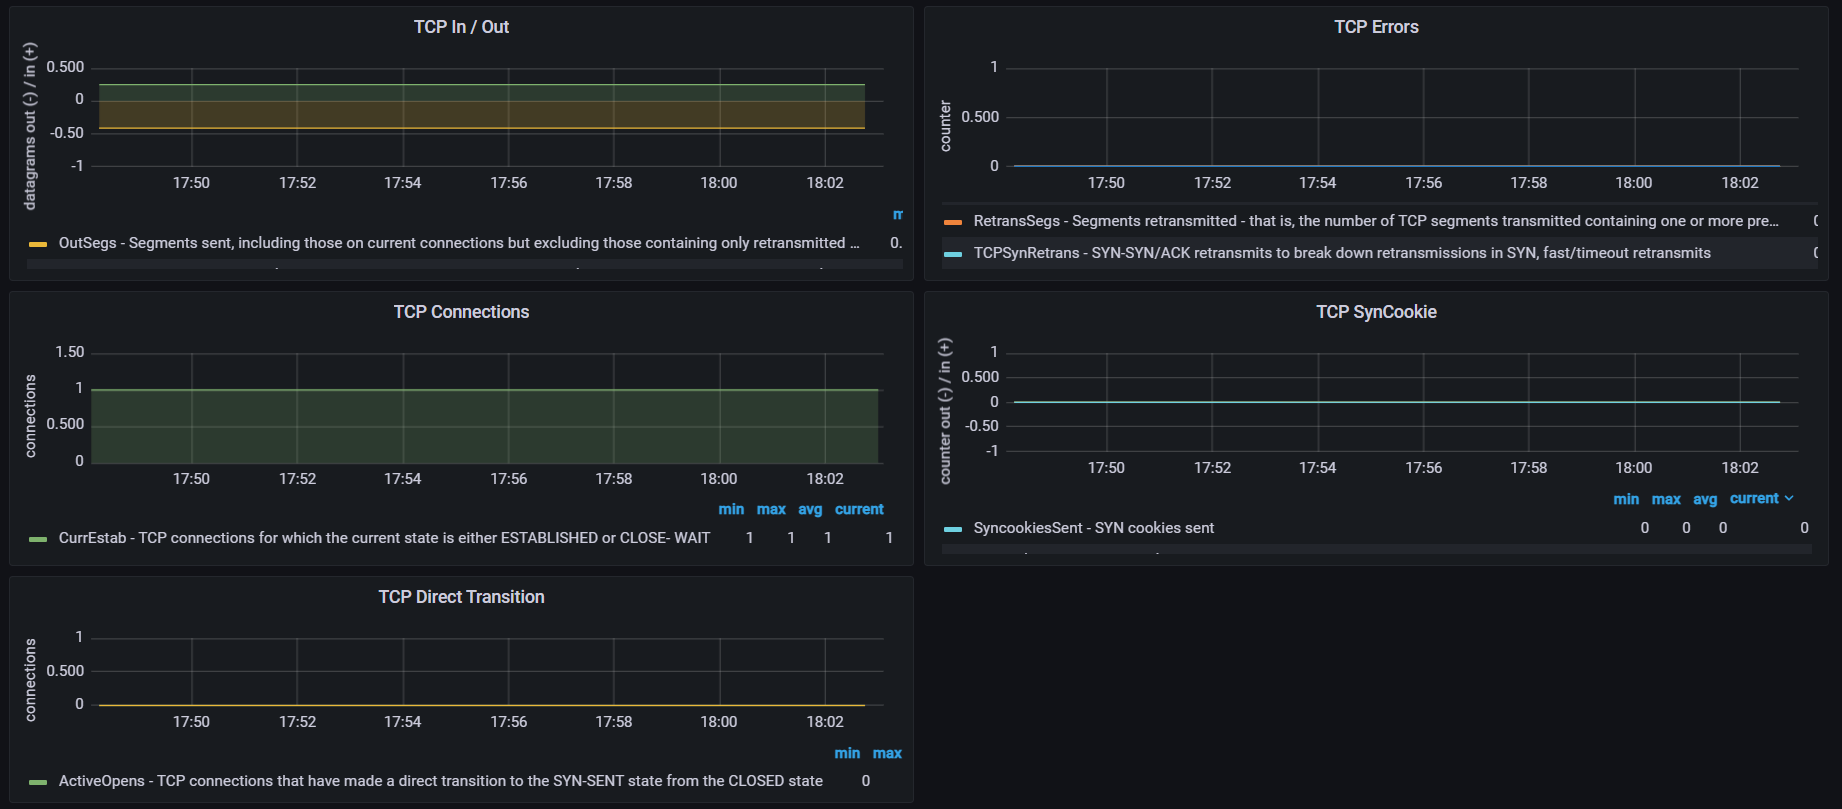 TCP In / Out
datagrams out (-) / in (+)
0.500
0
-0.50
-1
17:50 17:52 17:54 17:56 17:58 18:00 18:02
OutSegs - Segments sent, including those on current connections but excluding those containing only retransmitted ... 0.
TCP Errors
counter
1
0.500
0
17:50 17:52 17:54 17:56 17:58 18:00 18:02
RetransSegs - Segments retransmitted - that is, the number of TCP segments transmitted containing one or more pre...
TCPSynRetrans - SYN-SYN/ACK retransmits to break down retransmissions in SYN, fast/timeout retransmits
TCP Connections
connections
1.50
1
0.500
0
17:50 17:52 17:54 17:56 17:58 18:00 18:02
min max avg current
CurrEstab - TCP connections for which the current state is either ESTABLISHED or CLOSE- WAIT 1 1 1 1
TCP SynCookie
counter out (-) / in (+)
1
0.500
0
-0.50
-1
17:50 17:52 17:54 17:56 17:58 18:00 18:02
min max avg current
SyncookiesSent - SYN cookies sent 0 0 0 0
TCP Direct Transition
connections
1
0.500
0
17:50 17:52 17:54 17:56 17:58 18:00 18:02
min max
ActiveOpens - TCP connections that have made a direct transition to the SYN-SENT state from the CLOSED state 0